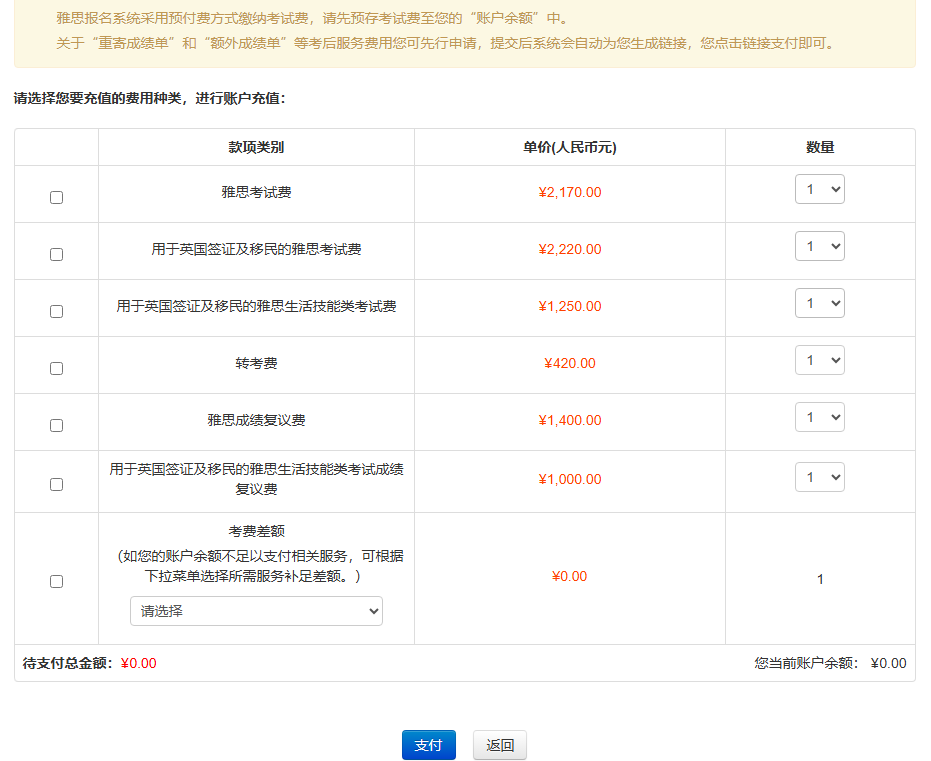 雅思报名系统采用预付费方式缴纳考试费，请先预存考试费至您的“账户余额”中。
关于“重寄成绩单”和“额外成绩单”等考后服务费用您可先行申请，提交后系统会自动为您生成链接，您点击链接支付即可。
请选择您要充值的费用种类，进行账户充值：
款项类别 单价(人民币元) 数量
雅思考试费 ¥2,170.00 1
用于英国签证及移民的雅思考试费 ¥2,220.00 1
用于英国签证及移民的雅思生活技能类考试费 ¥1,250.00 1
转考费 ¥420.00 1
雅思成绩复议费 ¥1,400.00 1
用于英国签证及移民的雅思生活技能类考试成绩
复议费 ¥1,000.00 1
考费差额
（如您的账户余额不足以支付相关服务，可根据
下拉菜单选择所需服务补足差额。） ¥0.00 1
请选择
待支付总金额：¥0.00 您当前账户余额： ¥0.00
支付 返回